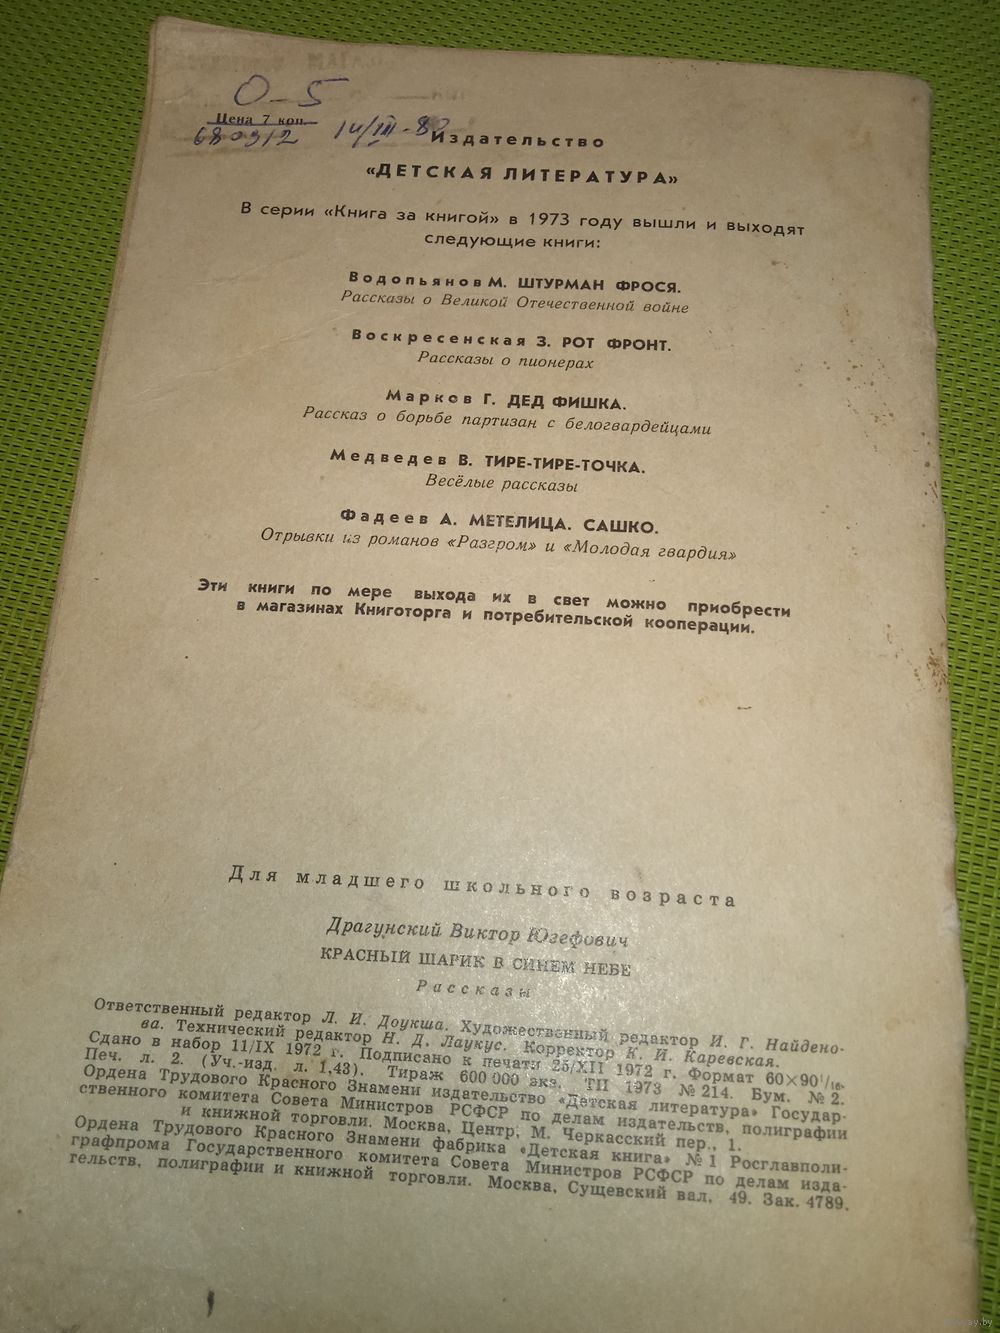 О-5
Цена 7 коп.
680312 14/III-8
Издательство
«ДЕТСКАЯ ЛИТЕРАТУРА»
В серии «Книга за книгой» в 1973 году вышли и выходят
следующие книги:
Водопьянов М. ШТУРМАН ФРОСЯ.
Рассказы о Великой Отечественной войне
Воскресенская З. РОТ ФРОНТ.
Рассказы о пионерах
Марков Г. ДЕД ФИШКА.
Рассказ о борьбе партизан с белогвардейцами
Медведев В. ТИРЕ-ТИРЕ-ТОЧКА.
Весёлые рассказы
Фадеев А. МЕТЕЛИЦА. САШКО.
Отрывки из романов «Разгром» и «Молодая гвардия»
Эти книги по мере выхода их в свет можно приобрести
в магазинах Книготорга и потребительской кооперации.
Для младшего школьного возраста
Драгунский Виктор Юзефович
КРАСНЫЙ ШАРИК В СИНЕМ НЕБЕ
Рассказы
Ответственный редактор Л. И. Доукша. Художественный редактор И. Г. Найдено-
ва. Технический редактор Н. Д. Лаукус. Корректор К. И. Каревская.
Сдано в набор 11/IX 1972 г. Подписано к печати 25/XII 1972 г. Формат 60×90¹/₁₆.
Печ. л. 2. (Уч.-изд. л. 1,43). Тираж 600 000 экз. ТП 1973 № 214. Бум. № 2.
Ордена Трудового Красного Знамени издательство «Детская литература» Государ-
ственного комитета Совета Министров РСФСР по делам издательств, полиграфии
и книжной торговли. Москва, Центр, М. Черкасский пер., 1.
Ордена Трудового Красного Знамени фабрика «Детская книга» № 1 Росглавполи-
графпрома Государственного комитета Совета Министров РСФСР по делам изда-
тельств, полиграфии и книжной торговли. Москва, Сущевский вал, 49. Зак. 4789.